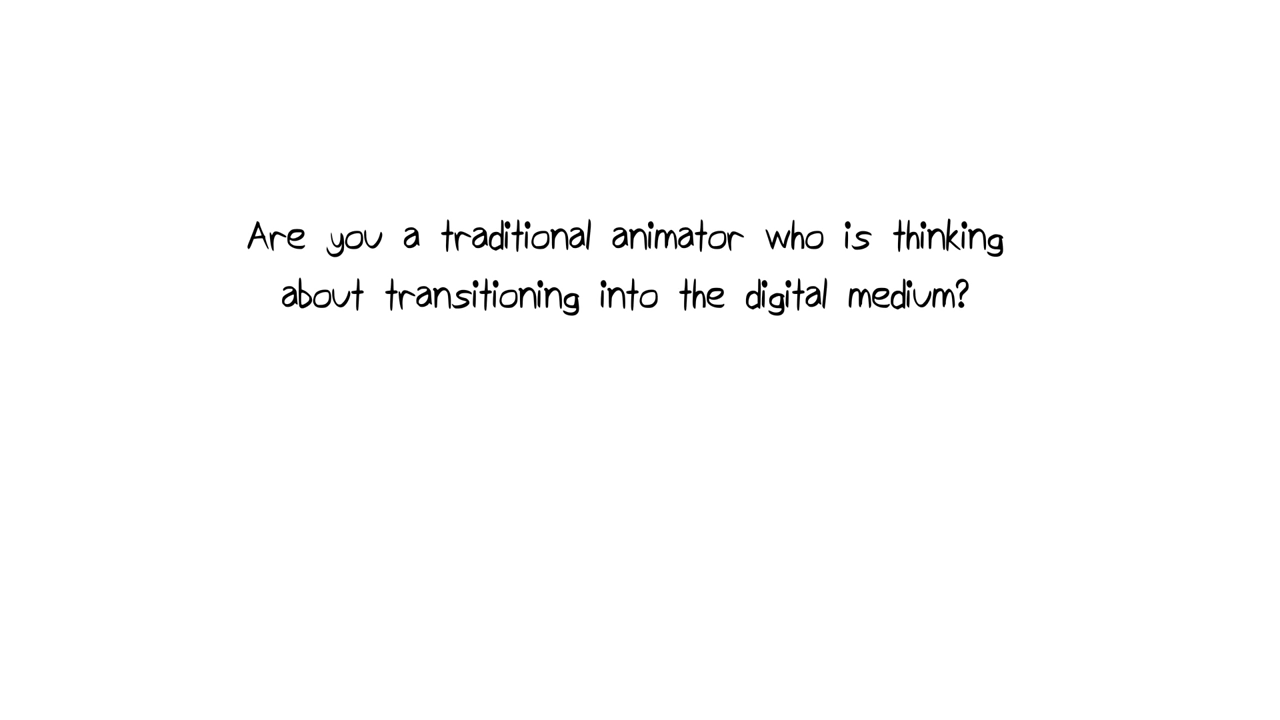 Are you a traditional animator who is thinking
about transitioning into the digital medium?